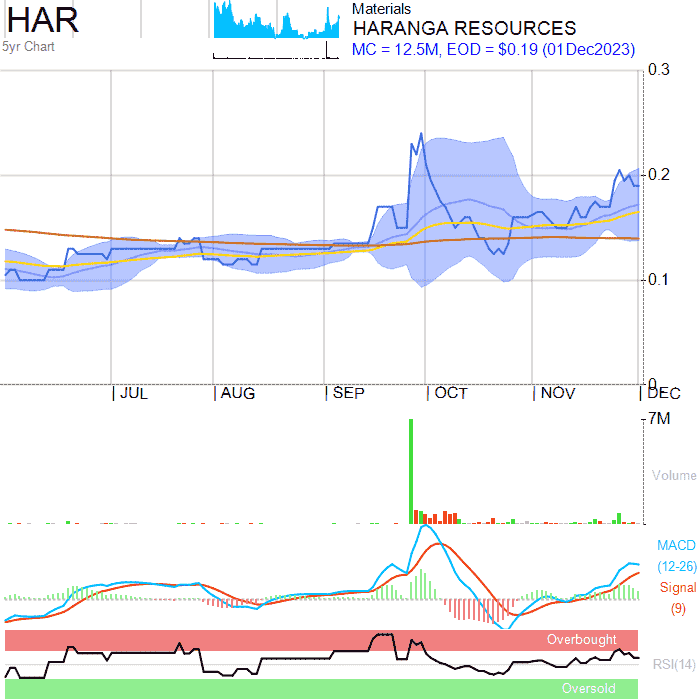 HAR
5yr Chart
Materials
HARANGA RESOURCES
MC = 12.5M, EOD = $0.19 (01Dec2023)
0.3
0.2
0.1
0
JUL AUG SEP OCT NOV DEC
7M
Volume
MACD
(12-26)
Signal
(9)
Overbought
RSI(14)
Oversold